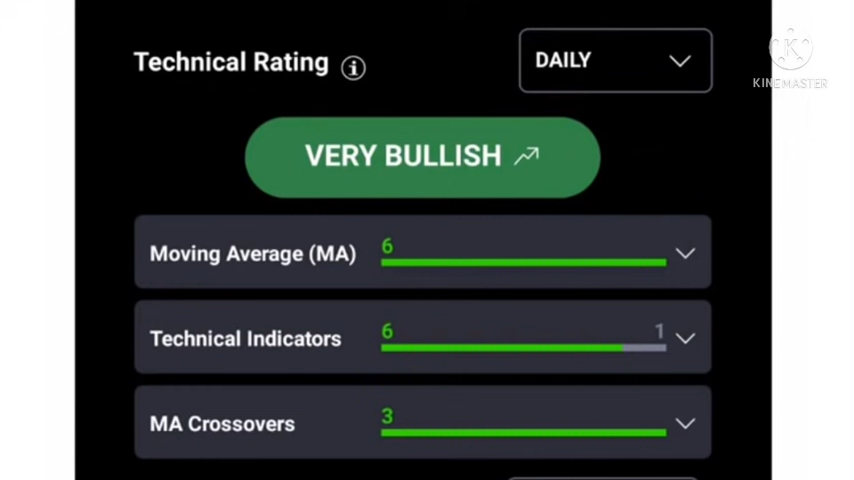 Technical Rating
DAILY
KINEMASTER
VERY BULLISH
Moving Average (MA)
6
Technical Indicators
6
1
MA Crossovers
3